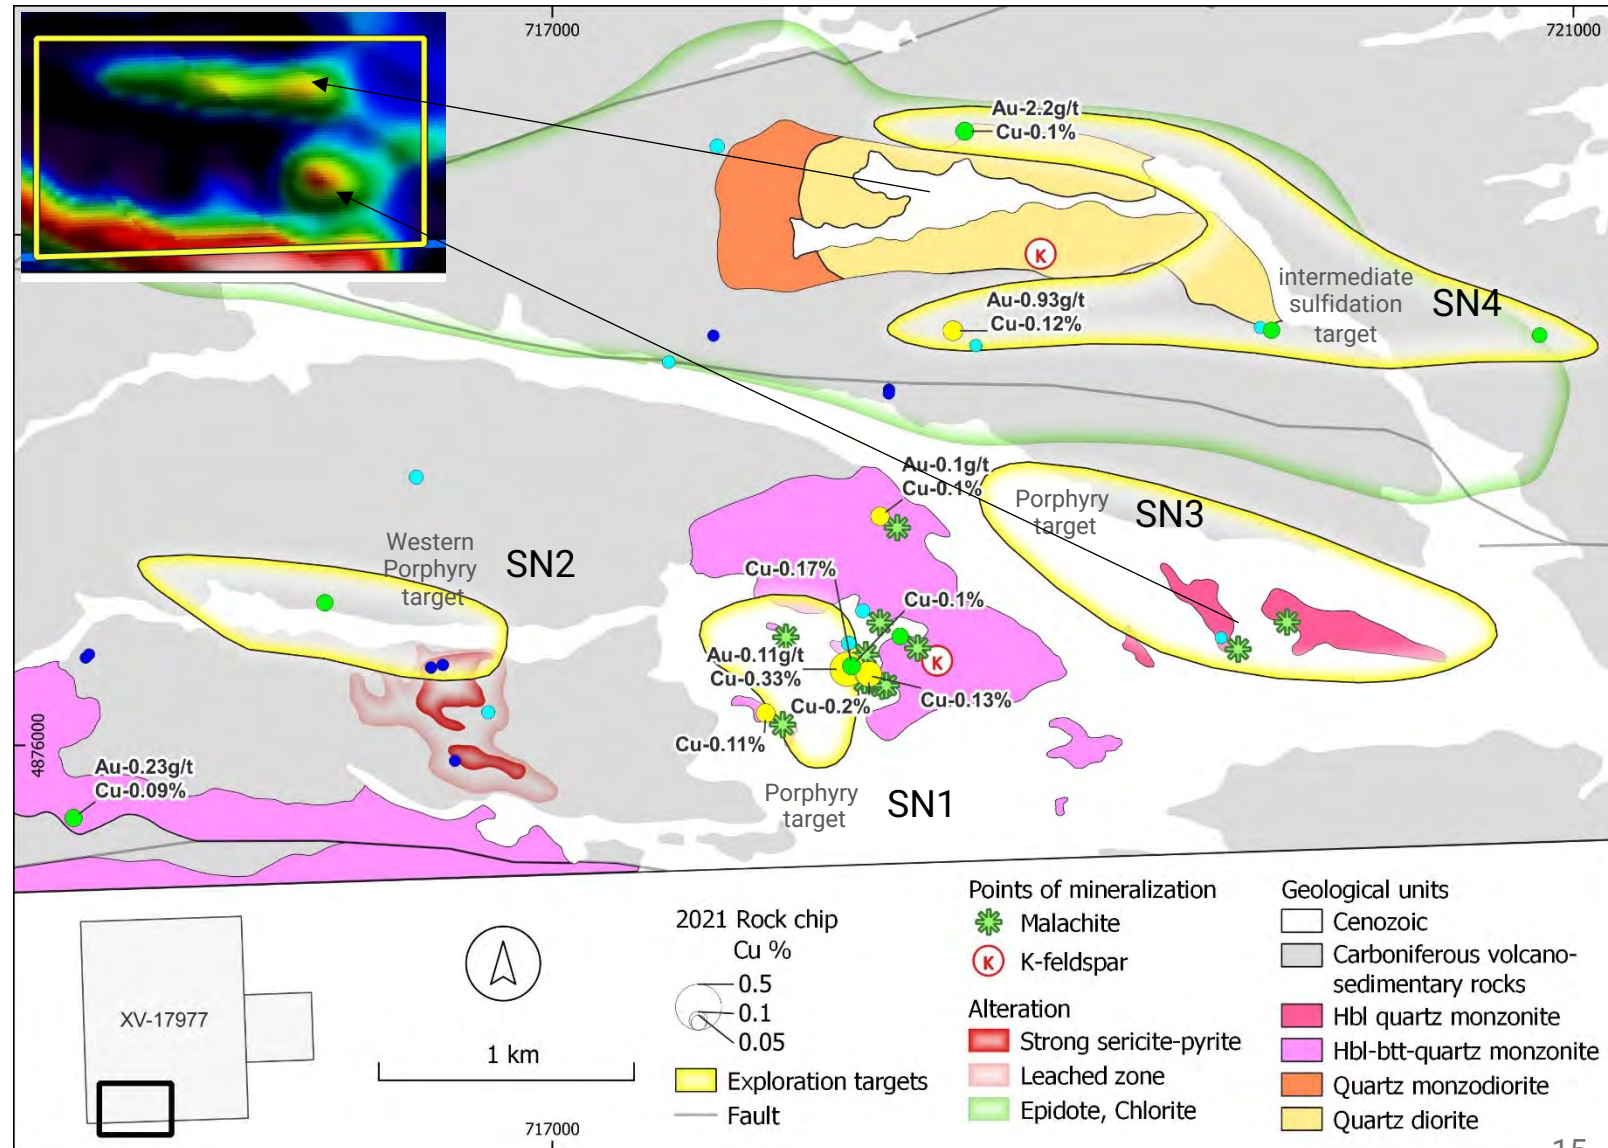 717000
721000
Au-2.2g/t
Cu-0.1%
K
intermediate
sulfidation
target
SN4
Au-0.93g/t
Cu-0.12%
Au-0.1g/t
Cu-0.1%
Porphyry
target
SN3
Western
Porphyry
target
SN2
Cu-0.17%
Cu-0.1%
Au-0.11g/t
Cu-0.33%
K
Cu-0.2%
Cu-0.13%
Cu-0.11%
4876000
Au-0.23g/t
Cu-0.09%
Porphyry
target
SN1
XV-17977
1 km
717000
2021 Rock chip
Cu %
0.5
0.1
0.05
Exploration targets
Fault
Points of mineralization
Malachite
K
K-feldspar
Alteration
Strong sericite-pyrite
Leached zone
Epidote, Chlorite
Geological units
Cenozoic
Carboniferous volcano-
sedimentary rocks
Hbl quartz monzonite
Hbl-btt-quartz monzonite
Quartz monzodiorite
Quartz diorite
15